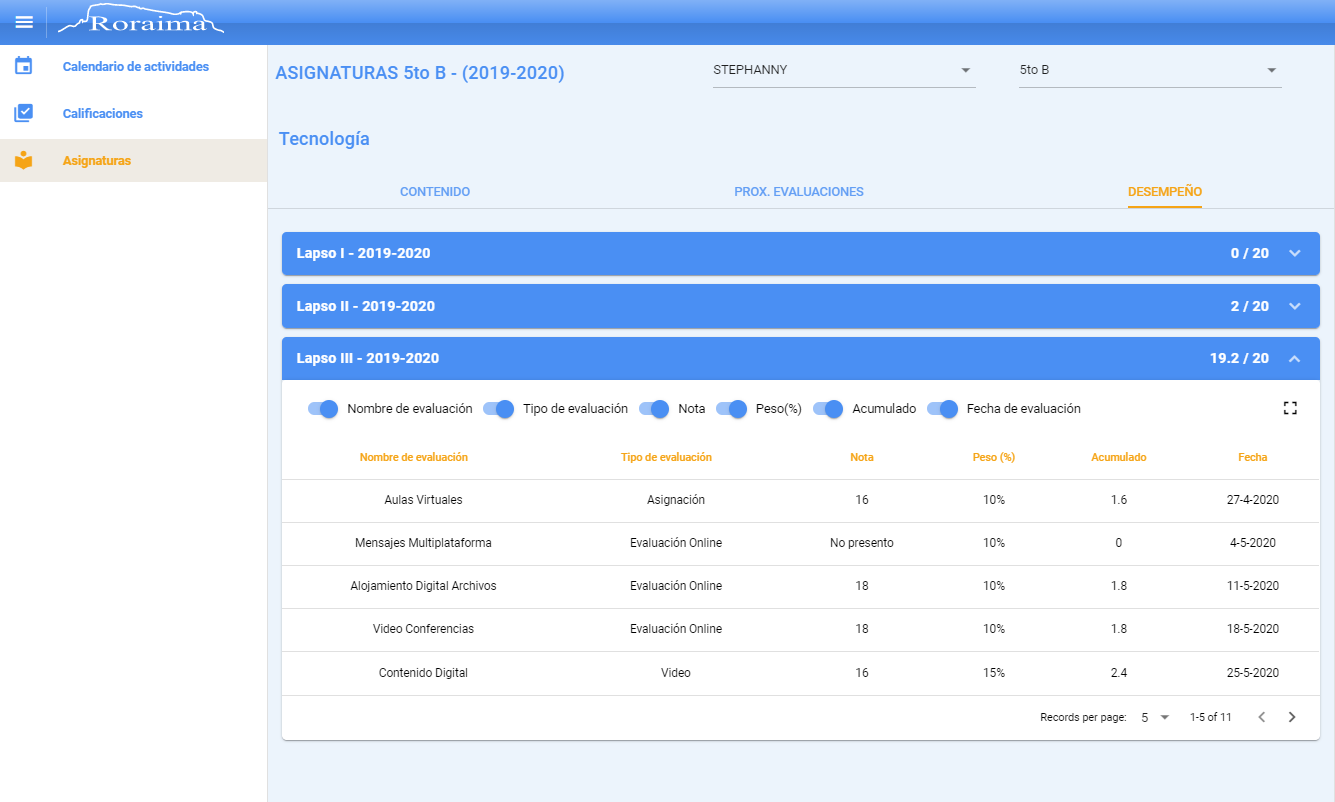 Roraima
Calendario de actividades
Calificaciones
Asignaturas
ASIGNATURAS 5to B - (2019-2020)
STEPHANNY
5to B
Tecnología
CONTENIDO
PROX. EVALUACIONES
DESEMPEÑO
Lapso I - 2019-2020 0 / 20
Lapso II - 2019-2020 2 / 20
Lapso III - 2019-2020 19.2 / 20
Nombre de evaluación Tipo de evaluación Nota Peso(%) Acumulado Fecha de evaluación
Nombre de evaluación Tipo de evaluación Nota Peso (%) Acumulado Fecha
Aulas Virtuales Asignación 16 10% 1.6 27-4-2020
Mensajes Multiplataforma Evaluación Online No presento 10% 0 4-5-2020
Alojamiento Digital Archivos Evaluación Online 18 10% 1.8 11-5-2020
Video Conferencias Evaluación Online 18 10% 1.8 18-5-2020
Contenido Digital Video 16 15% 2.4 25-5-2020
Records per page: 5 1-5 of 11